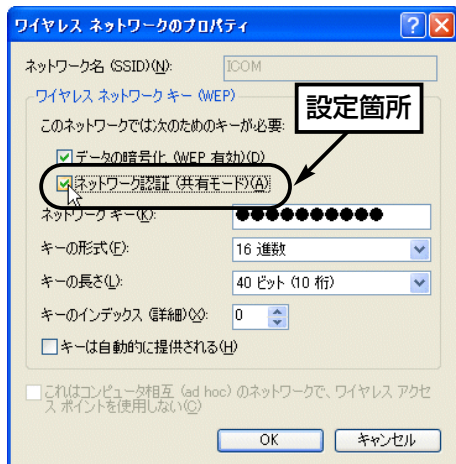 ワイヤレス ネットワークのプロパティ
ネットワーク名 (SSID)(N):
ICOM
ワイヤレス ネットワーク キー (WEP)
設定箇所
このネットワークでは次のためのキーが必要:
データの暗号化 (WEP 有効)(D)
ネットワーク認証 (共有モード)(A)
ネットワーク キー(K):
●●●●●●●●●●
キーの形式(F):
16 進数
キーの長さ(L):
40 ビット (10 桁)
キーのインデックス (詳細)(X):
0
キーは自動的に提供される(H)
これはコンピュータ相互 (ad hoc) のネットワークで、ワイヤレス アクセ
ス ポイントを使用しない(C)
OK
キャンセル